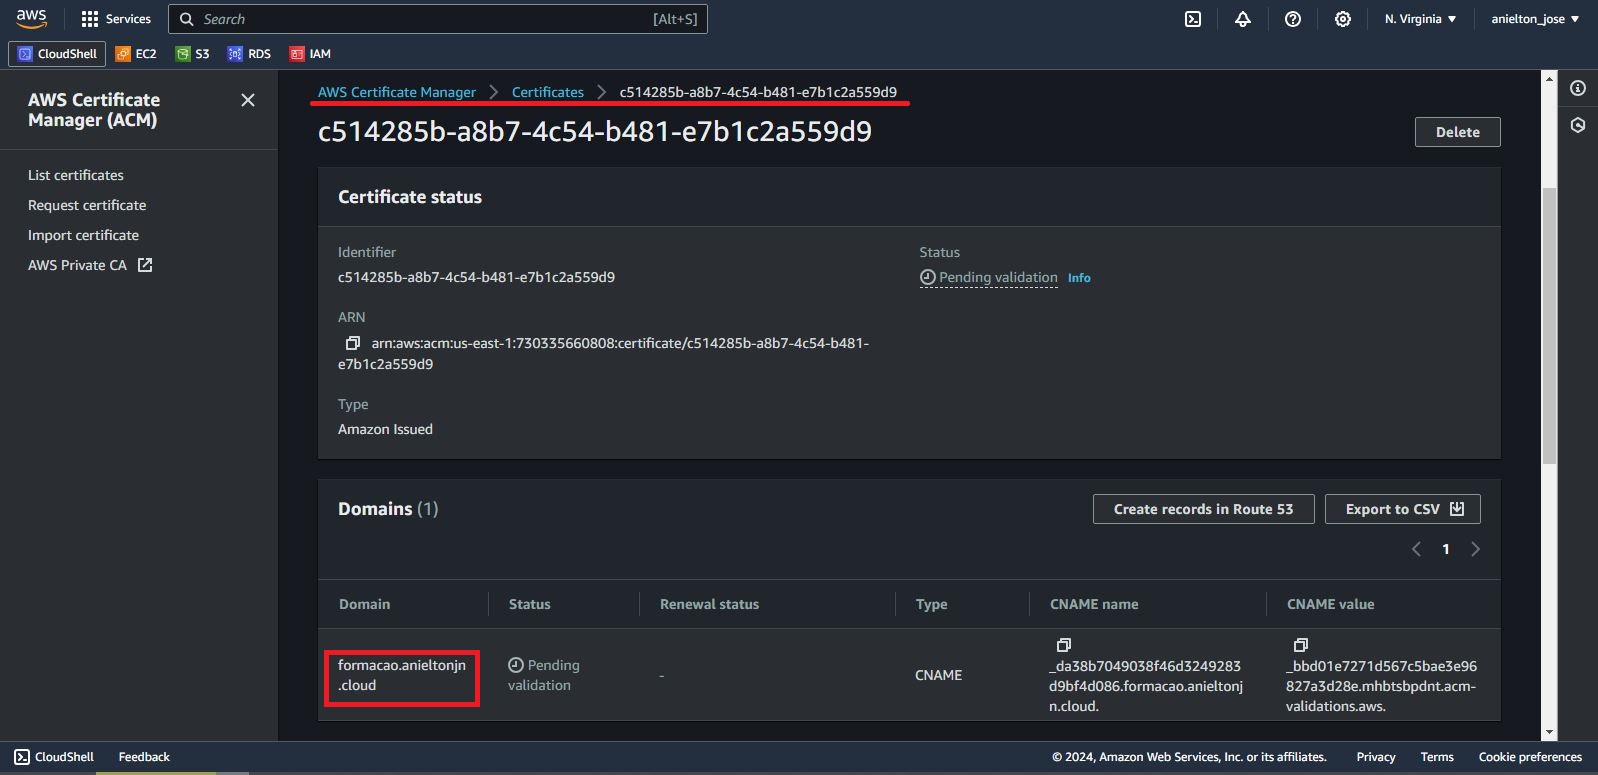 aws
Services
Search
[Alt+S]
N. Virginia
anielton_jose
CloudShell
EC2
S3
RDS
IAM
AWS Certificate
Manager (ACM)
List certificates
Request certificate
Import certificate
AWS Private CA
AWS Certificate Manager
Certificates
c514285b-a8b7-4c54-b481-e7b1c2a559d9
c514285b-a8b7-4c54-b481-e7b1c2a559d9
Delete
Certificate status
Identifier
c514285b-a8b7-4c54-b481-e7b1c2a559d9
Status
Pending validation
Info
ARN
arn:aws:acm:us-east-1:730335660808:certificate/c514285b-a8b7-4c54-b481-
e7b1c2a559d9
Type
Amazon Issued
Domains (1)
Create records in Route 53
Export to CSV
1
Domain
Status
Renewal status
Type
CNAME name
CNAME value
formacao.anieltonjn
.cloud
Pending
validation
-
CNAME
_da38b7049038f46d3249283
d9bf4d086.formacao.anieltonj
n.cloud.
_bbd01e7271d567c5bae3e96
827a3d28e.mhbtsbpdnt.acm-
validations.aws.
CloudShell
Feedback
© 2024, Amazon Web Services, Inc. or its affiliates.
Privacy
Terms
Cookie preferences